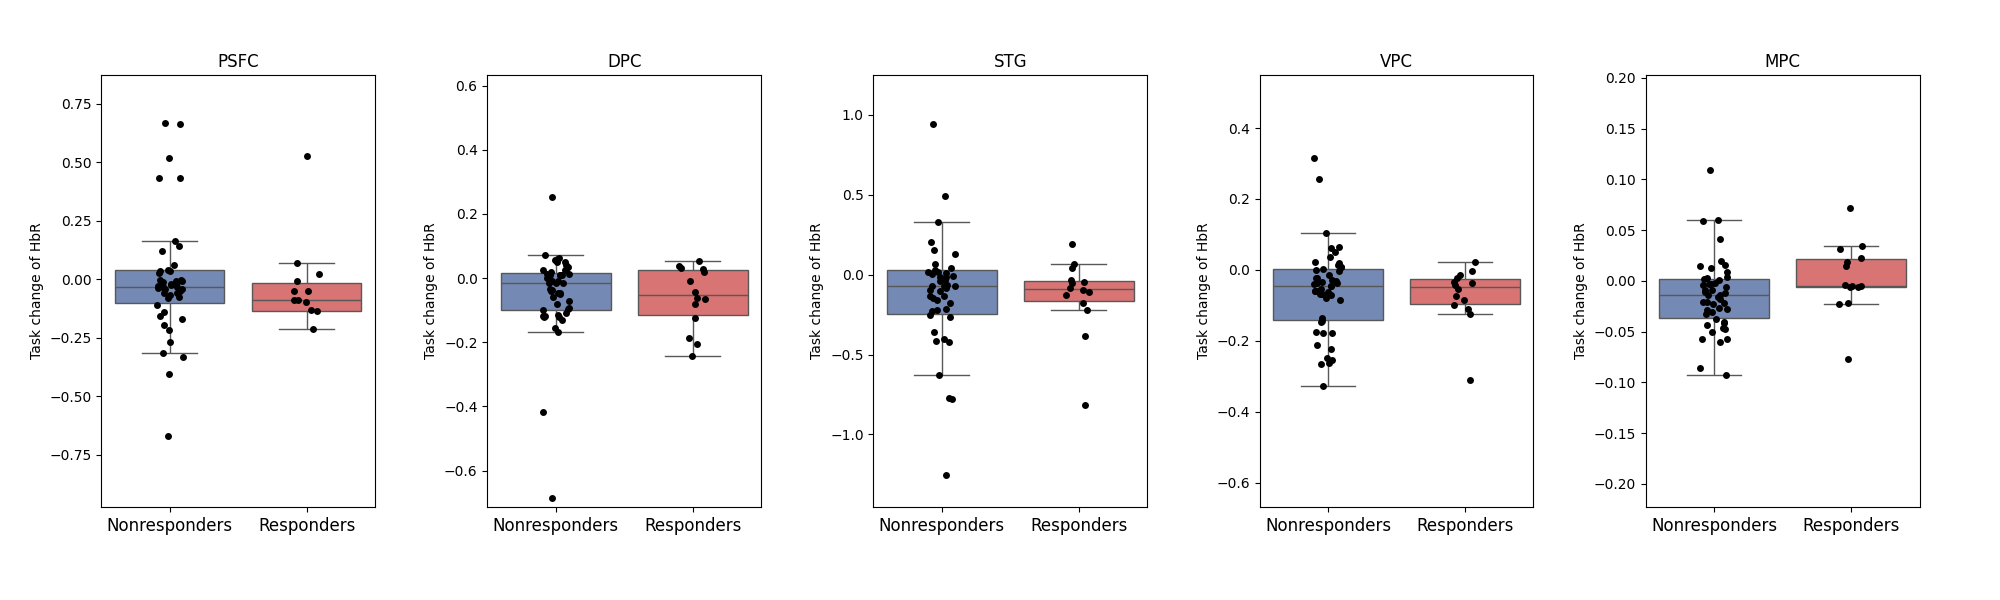 PSFC
Task change of HbR
0.75
0.50
0.25
0.00
−0.25
−0.50
−0.75
Nonresponders Responders
DPC
Task change of HbR
0.6
0.4
0.2
0.0
−0.2
−0.4
−0.6
Nonresponders Responders
STG
Task change of HbR
1.0
0.5
0.0
−0.5
−1.0
Nonresponders Responders
VPC
Task change of HbR
0.4
0.2
0.0
−0.2
−0.4
−0.6
Nonresponders Responders
MPC
Task change of HbR
0.20
0.15
0.10
0.05
0.00
−0.05
−0.10
−0.15
−0.20
Nonresponders Responders